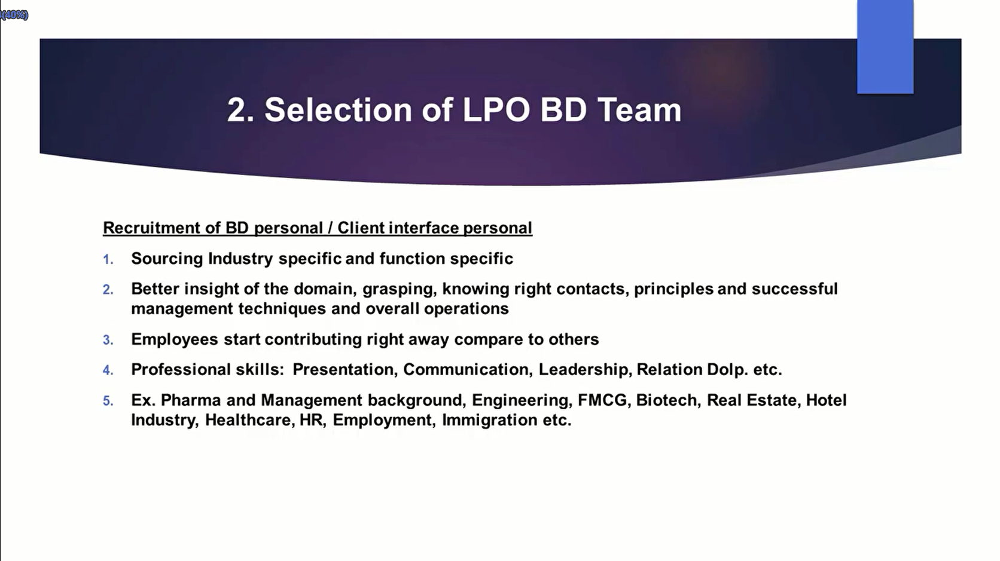 (40%)
2. Selection of LPO BD Team
Recruitment of BD personal / Client interface personal
1. Sourcing Industry specific and function specific
2. Better insight of the domain, grasping, knowing right contacts, principles and successful
management techniques and overall operations
3. Employees start contributing right away compare to others
4. Professional skills: Presentation, Communication, Leadership, Relation Dolp. etc.
5. Ex. Pharma and Management background, Engineering, FMCG, Biotech, Real Estate, Hotel
Industry, Healthcare, HR, Employment, Immigration etc.